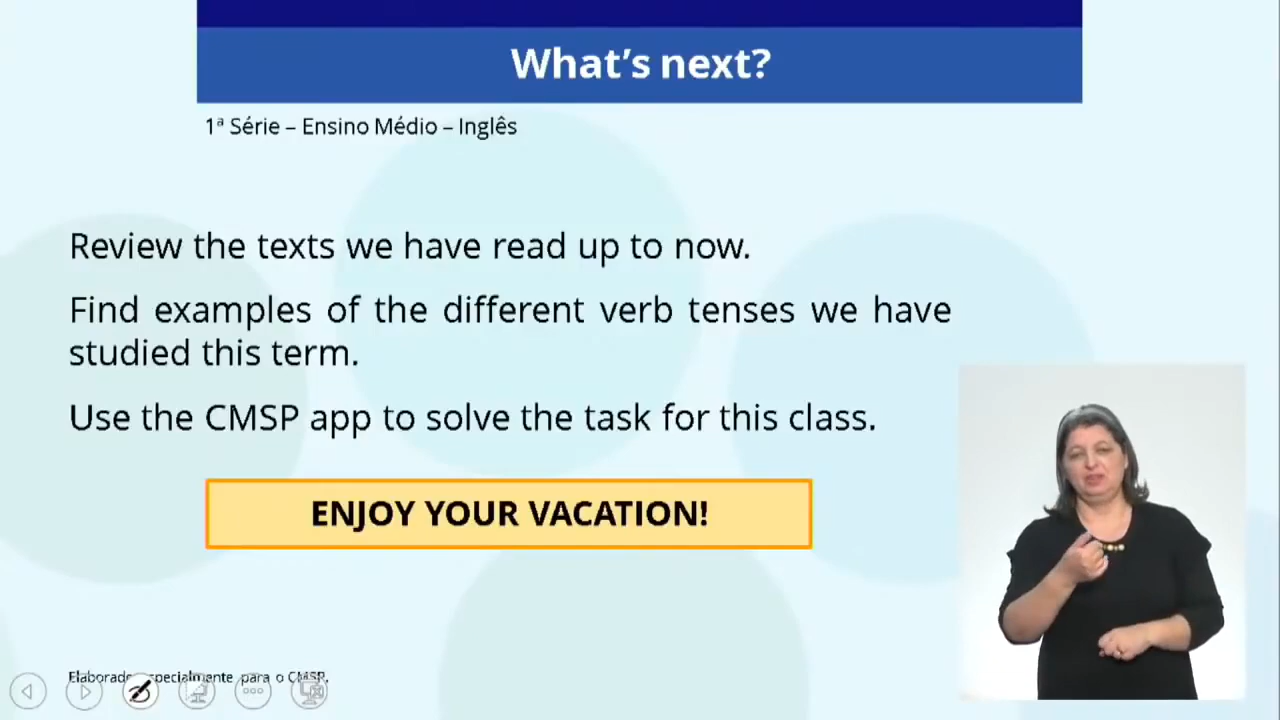 What's next?
1ª Série – Ensino Médio – Inglês
Review the texts we have read up to now.
Find examples of the different verb tenses we have
studied this term.
Use the CMSP app to solve the task for this class.
ENJOY YOUR VACATION!
Elaborado especialmente para o CMSP.